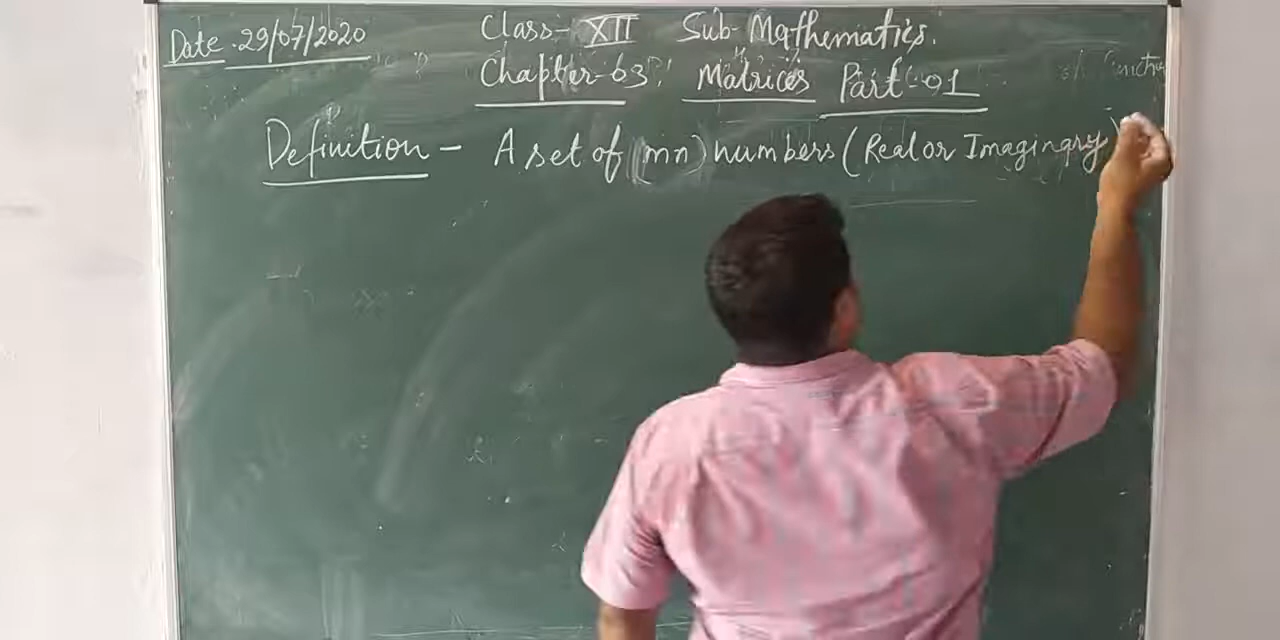 Date 29/07/2020 Class-XII Sub-Mathematics.
Chapter-03: "Matrices" Part-01
Definition - A set of (mn) numbers (Real or Imaginary)